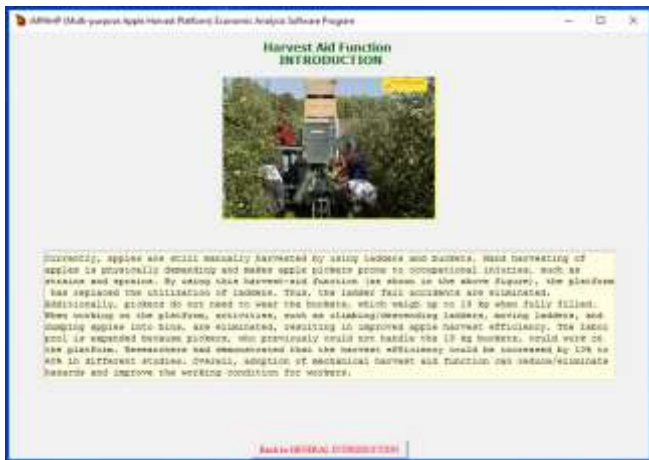 (Multi-purpose Apple Harvest Platform) Economic Analysis Software Program
Harvest Aid Function
INTRODUCTION
Currently, apples are still manually harvested by using ladders and buckets. Hand harvesting of
apples is physically demanding and makes apple pickers prone to occupational injuries, such as
strains and sprains. By using this harvest-aid function (as shown in the above figure), the platform
has replaced the utilization of ladders. Thus, the ladder fall accidents are eliminated.
Additionally, pickers do not need to wear the buckets, which weigh up to 19 kg when fully filled.
When working on the platform, activities, such as climbing/descending ladders, moving ladders, and
dumping apples into bins, are eliminated, resulting in improved apple harvest efficiency. The labor
pool is expanded because pickers, who previously could not handle the 19 kg buckets, could work on
the platform. Researchers had demonstrated that the harvest efficiency could be increased by to
in different studies. Overall, adoption of mechanical harvest aid function can reduce/eliminate
hazards and improve the working condition for workers.
Back to GENERAL INTRODUCTION